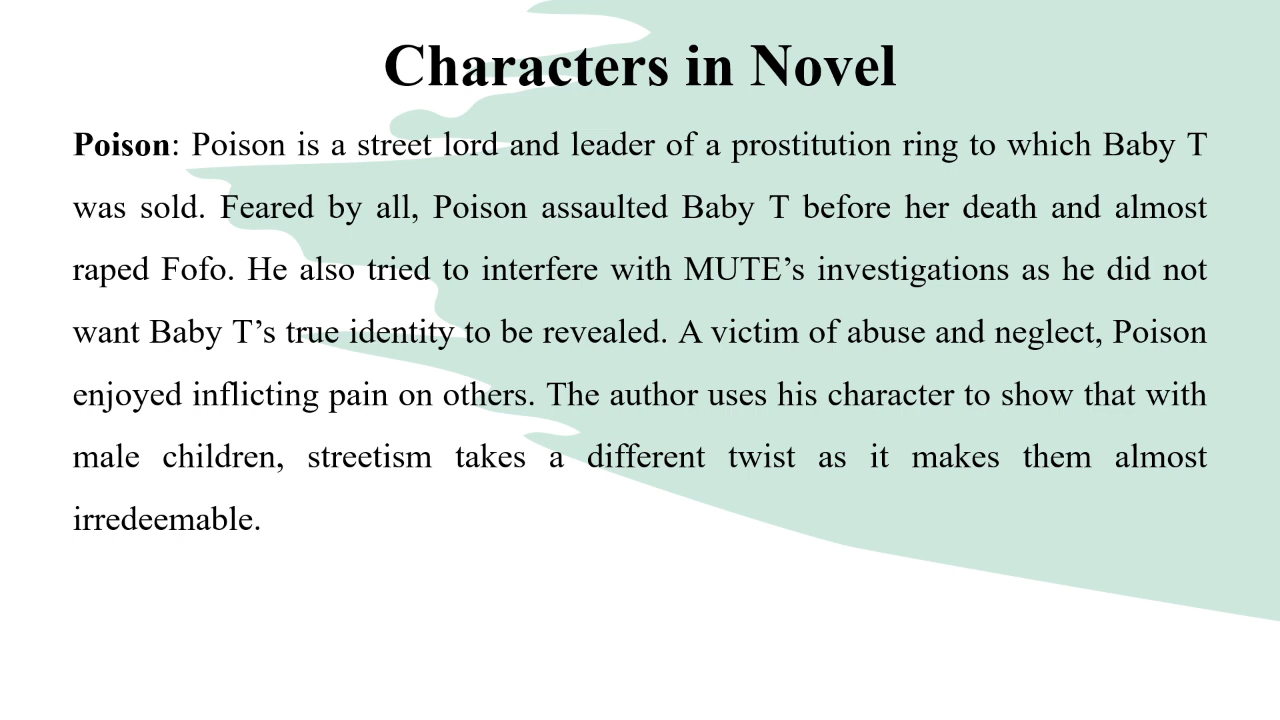 Characters in Novel
Poison: Poison is a street lord and leader of a prostitution ring to which Baby T
was sold. Feared by all, Poison assaulted Baby T before her death and almost
raped Fofo. He also tried to interfere with MUTE’s investigations as he did not
want Baby T’s true identity to be revealed. A victim of abuse and neglect, Poison
enjoyed inflicting pain on others. The author uses his character to show that with
male children, streetism takes a different twist as it makes them almost
irredeemable.